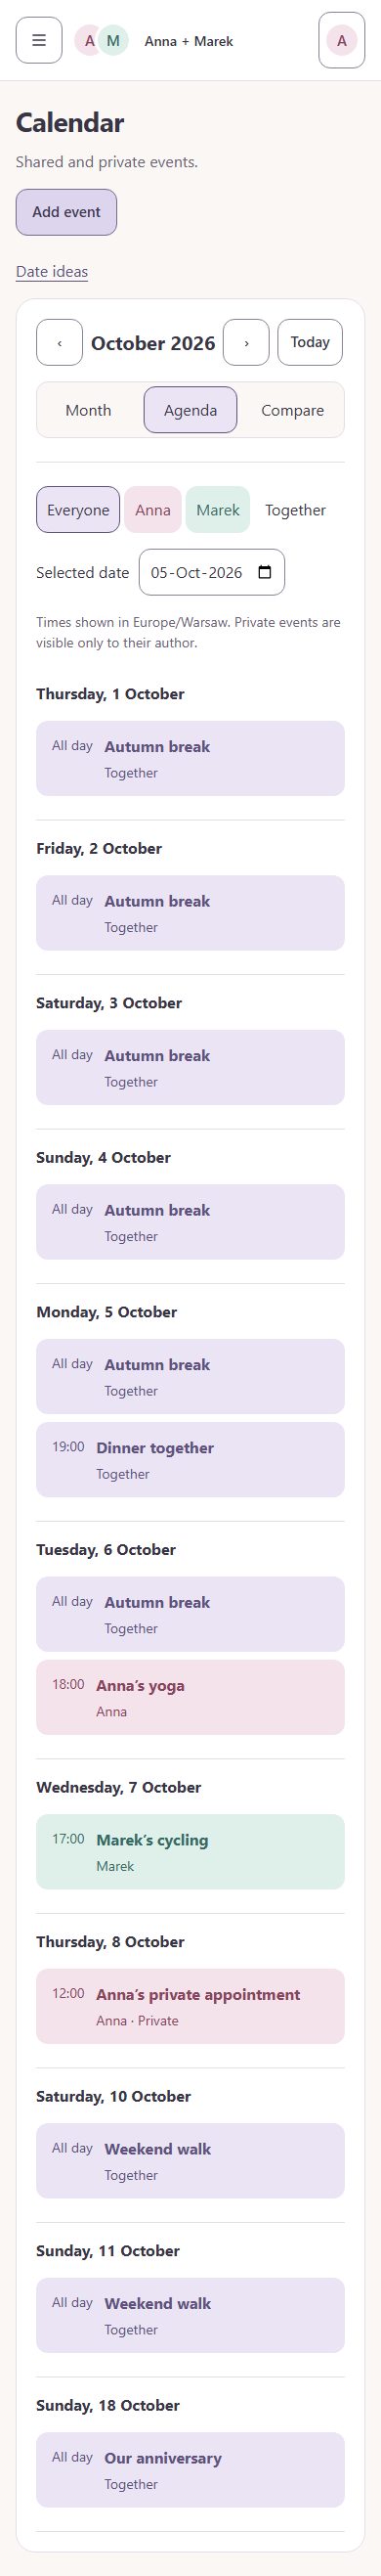 A M Anna + Marek A
Calendar
Shared and private events.
Add event
Date ideas
‹ October 2026 › Today
Month Agenda Compare
Everyone Anna Marek Together
Selected date 05-Oct-2026
Times shown in Europe/Warsaw. Private events are
visible only to their author.
Thursday, 1 October
All day Autumn break
Together
Friday, 2 October
All day Autumn break
Together
Saturday, 3 October
All day Autumn break
Together
Sunday, 4 October
All day Autumn break
Together
Monday, 5 October
All day Autumn break
Together
19:00 Dinner together
Together
Tuesday, 6 October
All day Autumn break
Together
18:00 Anna’s yoga
Anna
Wednesday, 7 October
17:00 Marek’s cycling
Marek
Thursday, 8 October
12:00 Anna’s private appointment
Anna · Private
Saturday, 10 October
All day Weekend walk
Together
Sunday, 11 October
All day Weekend walk
Together
Sunday, 18 October
All day Our anniversary
Together